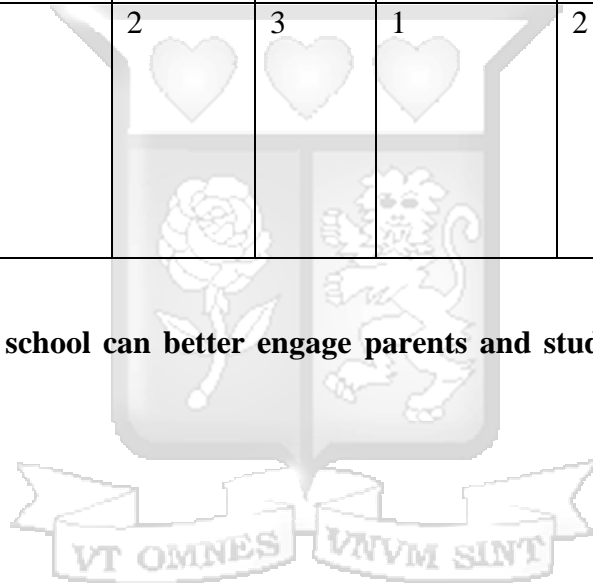 2 3 1 2
school can better engage parents and stud
VT OMNES VNVM SINT